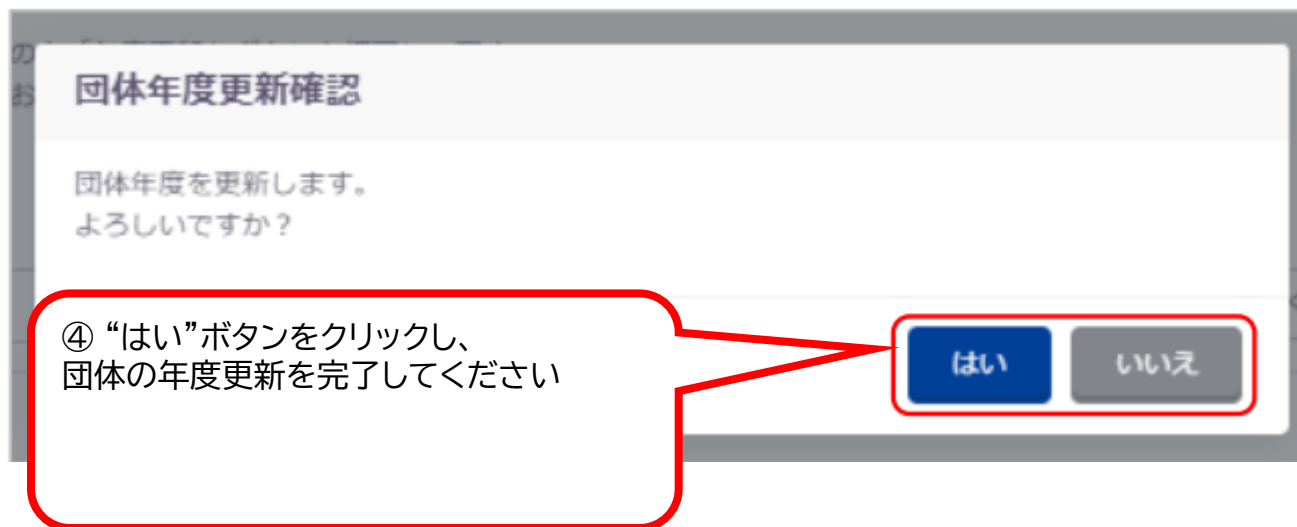 団体年度更新確認
団体年度を更新します。
よろしいですか？
④ “はい”ボタンをクリックし、
団体の年度更新を完了してください
はい
いいえ